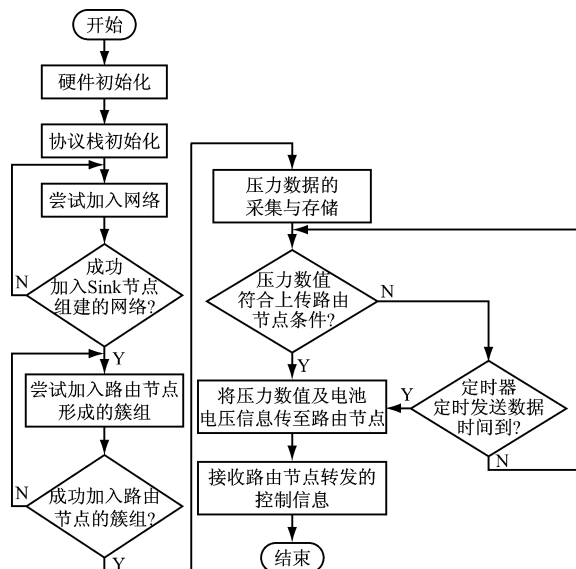 开始
硬件初始化
协议栈初始化
尝试加入网络
成功
加入Sink节点
组建的网络?
N
Y
尝试加入路由节点
形成的簇组
成功加入路由
节点的簇组?
N
Y
压力数据的
采集与存储
压力数值
符合上传路由
节点条件?
N
Y
定时器
定时发送数据
时间到?
Y
N
将压力数值及电池
电压信息传至路由节点
接收路由节点转发的
控制信息
结束